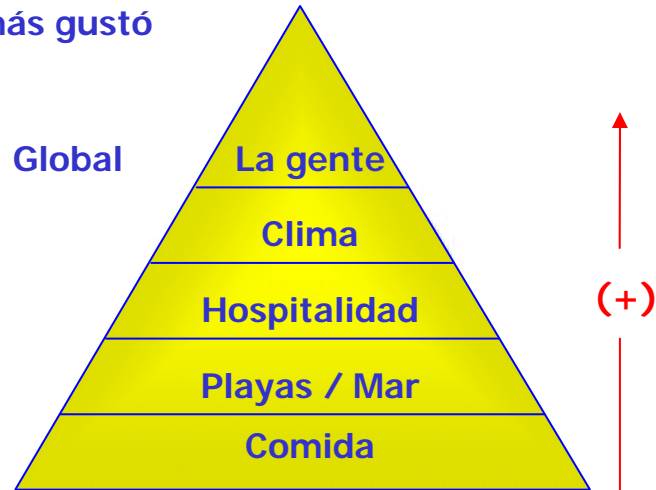 más gustó
Global
La gente
Clima
Hospitalidad
(+)
Playas / Mar
Comida